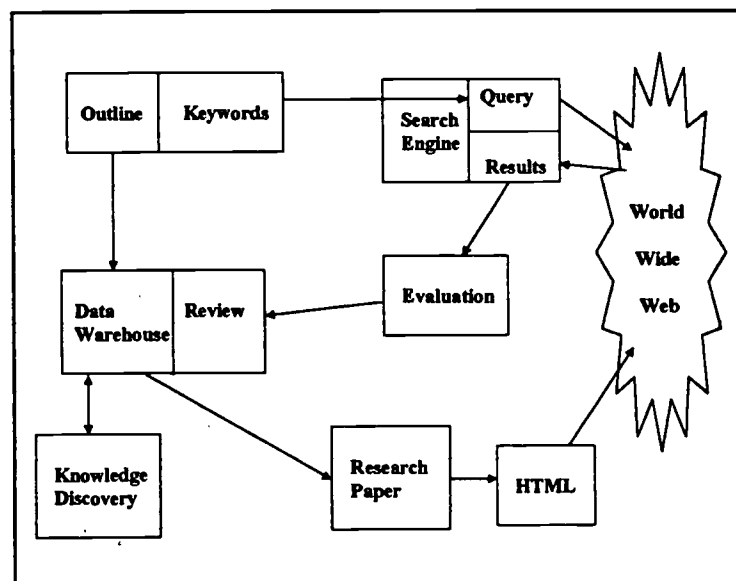 Outline
Keywords
Search
Engine
Query
Results
World
Wide
Web
Data
Warehouse
Review
Evaluation
Knowledge
Discovery
Research
Paper
HTML